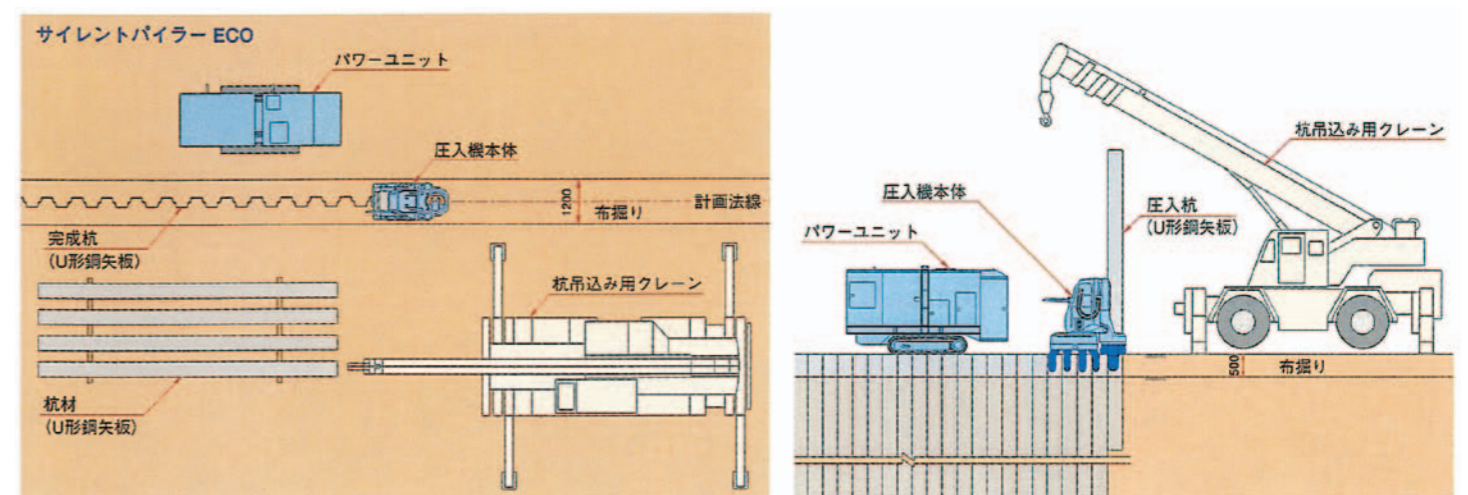 サイレントパイラー ECO
パワーユニット
圧入機本体
1200
布掘り
計画法線
完成杭
(U形鋼矢板)
杭吊込み用クレーン
杭材
(U形鋼矢板)
杭吊込み用クレーン
圧入機本体
圧入杭
(U形鋼矢板)
パワーユニット
500
布掘り